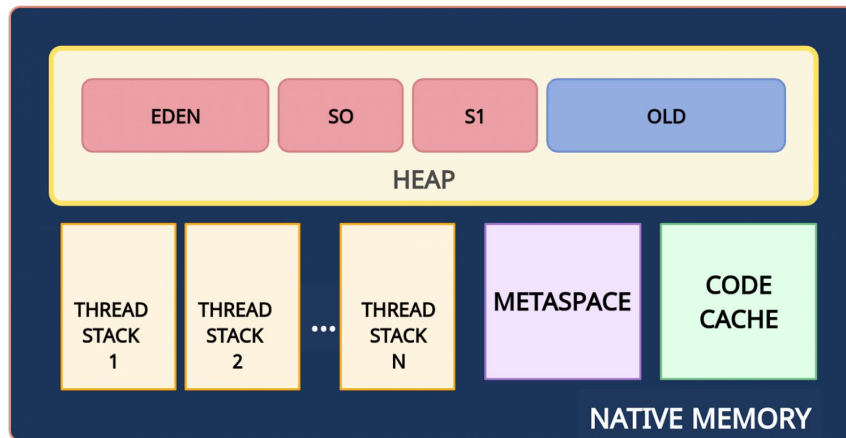 EDEN
SO
S1
OLD
HEAP
THREAD
STACK
1
THREAD
STACK
2
...
THREAD
STACK
N
METASPACE
CODE
CACHE
NATIVE MEMORY